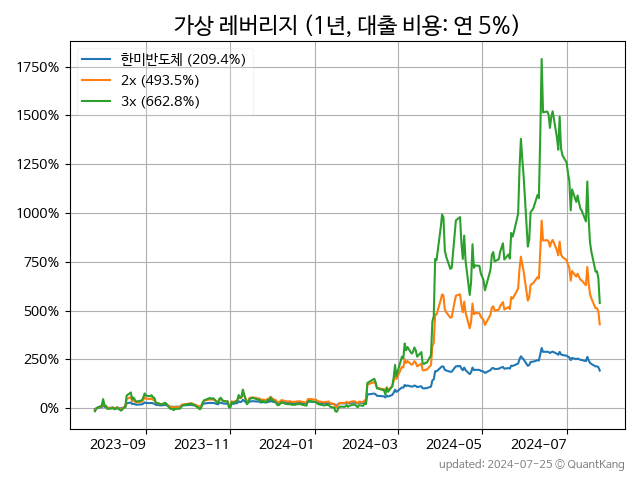 가상 레버리지 (1년, 대출 비용: 연 5%)
한미반도체 (209.4%)
2x (493.5%)
3x (662.8%)
1750%
1500%
1250%
1000%
750%
500%
250%
0%
2023-09 2023-11 2024-01 2024-03 2024-05 2024-07
updated: 2024-07-25 © QuantKang